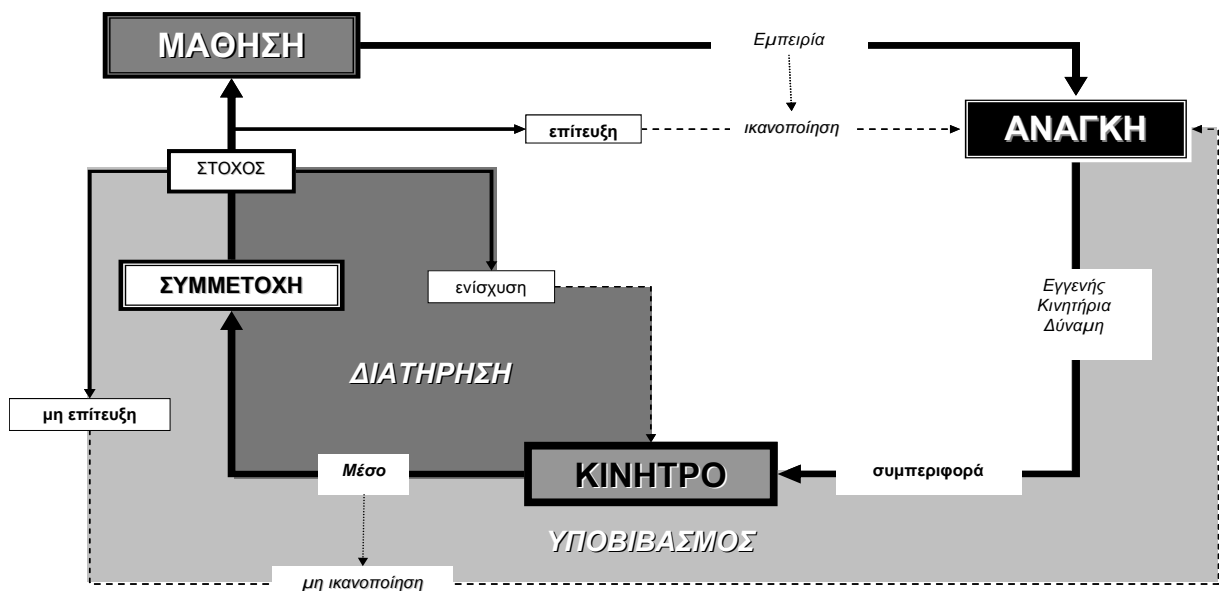 ΜΑΘΗΣΗ
Εμπειρία
επίτευξη
ικανοποίηση
ΑΝΑΓΚΗ
ΣΤΟΧΟΣ
ΣΥΜΜΕΤΟΧΗ
ενίσχυση
Εγγενής
Κινητήρια
Δύναμη
ΔΙΑΤΗΡΗΣΗ
μη επίτευξη
Μέσο
ΚΙΝΗΤΡΟ
συμπεριφορά
ΥΠΟΒΙΒΑΣΜΟΣ
μη ικανοποίηση